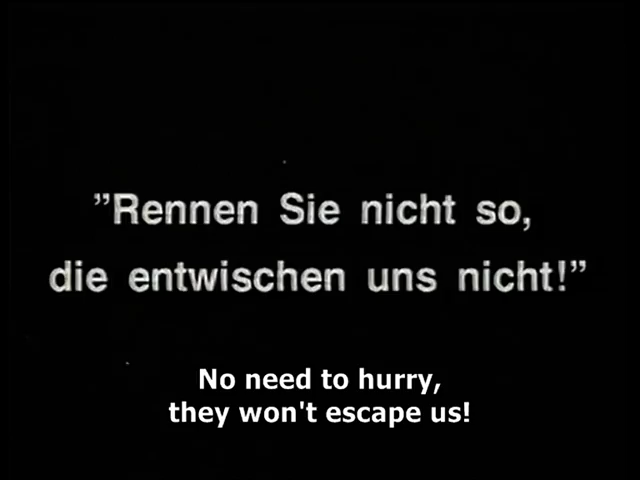 ”Rennen Sie nicht so,
die entwischen uns nicht!”
No need to hurry,
they won't escape us!